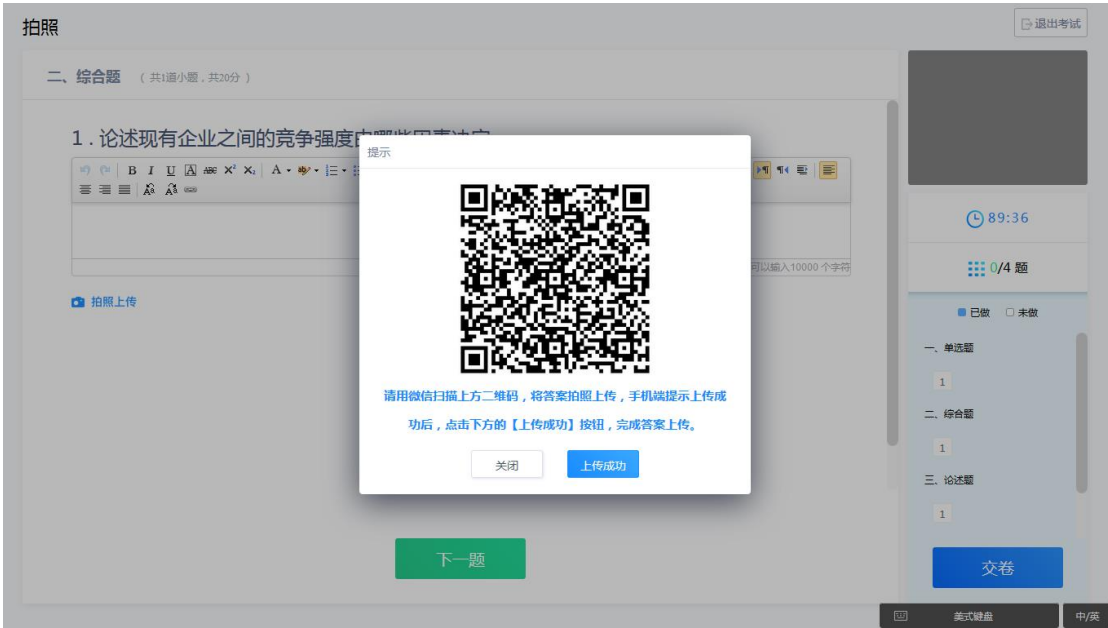 拍照
退出考试
二、综合题 （共1道小题，共20分）
1 . 论述现有企业之间的竞争强度
提示
B I U A ABC X² X₂ A
可以输入10000个字符
拍照上传
请用微信扫描上方二维码，将答案拍照上传，手机端提示上传成
功后，点击下方的【上传成功】按钮，完成答案上传。
关闭
上传成功
下一题
89:36
0/4 题
已做 未做
一、单选题
1
二、综合题
1
三、论述题
1
交卷
美式键盘
中/英